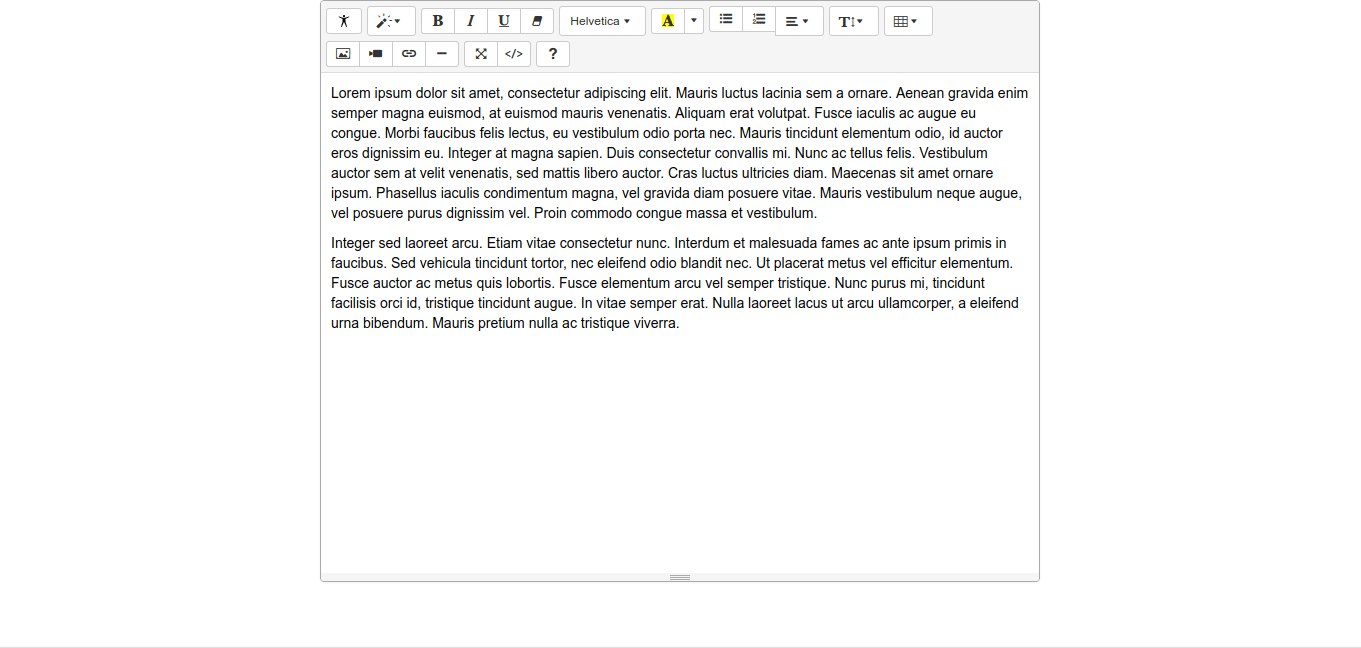 B I U Helvetica A T
</> ?
Lorem ipsum dolor sit amet, consectetur adipiscing elit. Mauris luctus lacinia sem a ornare. Aenean gravida enim
semper magna euismod, at euismod mauris venenatis. Aliquam erat volutpat. Fusce iaculis ac augue eu
congue. Morbi faucibus felis lectus, eu vestibulum odio porta nec. Mauris tincidunt elementum odio, id auctor
eros dignissim eu. Integer at magna sapien. Duis consectetur convallis mi. Nunc ac tellus felis. Vestibulum
auctor sem at velit venenatis, sed mattis libero auctor. Cras luctus ultricies diam. Maecenas sit amet ornare
ipsum. Phasellus iaculis condimentum magna, vel gravida diam posuere vitae. Mauris vestibulum neque augue,
vel posuere purus dignissim vel. Proin commodo congue massa et vestibulum.
Integer sed laoreet arcu. Etiam vitae consectetur nunc. Interdum et malesuada fames ac ante ipsum primis in
faucibus. Sed vehicula tincidunt tortor, nec eleifend odio blandit nec. Ut placerat metus vel efficitur elementum.
Fusce auctor ac metus quis lobortis. Fusce elementum arcu vel semper tristique. Nunc purus mi, tincidunt
facilisis orci id, tristique tincidunt augue. In vitae semper erat. Nulla laoreet lacus ut arcu ullamcorper, a eleifend
urna bibendum. Mauris pretium nulla ac tristique viverra.